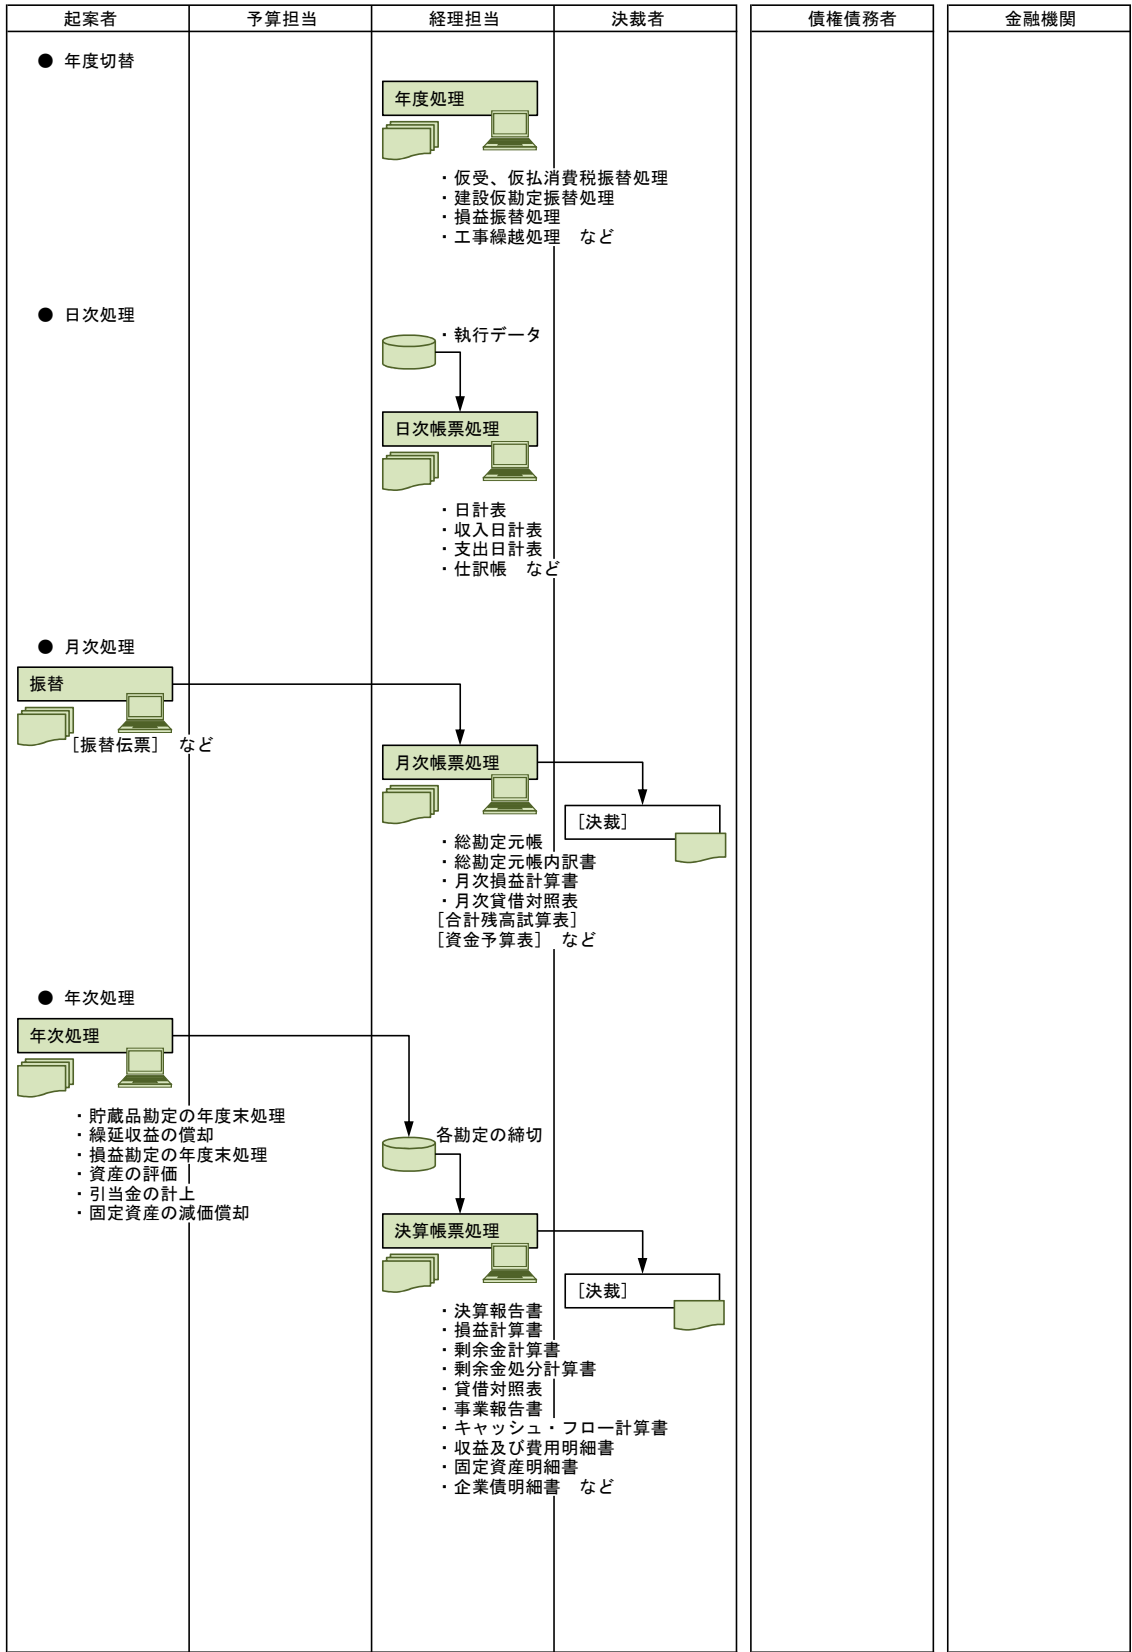 起案者
予算担当
経理担当
決裁者
債権債務者
金融機関
● 年度切替
年度処理
・仮受、仮払消費税振替処理
・建設仮勘定振替処理
・損益振替処理
・工事繰越処理　など
● 日次処理
・執行データ
日次帳票処理
・日計表
・収入日計表
・支出日計表
・仕訳帳　など
● 月次処理
振替
[振替伝票]　など
月次帳票処理
[決裁]
・総勘定元帳
・総勘定元帳内訳書
・月次損益計算書
・月次貸借対照表
[合計残高試算表]
[資金予算表]　など
● 年次処理
年次処理
・貯蔵品勘定の年度末処理
・繰延収益の償却
・損益勘定の年度末処理
・資産の評価
・引当金の計上
・固定資産の減価償却
各勘定の締切
決算帳票処理
[決裁]
・決算報告書
・損益計算書
・剰余金計算書
・剰余金処分計算書
・貸借対照表
・事業報告書
・キャッシュ・フロー計算書
・収益及び費用明細書
・固定資産明細書
・企業債明細書　など